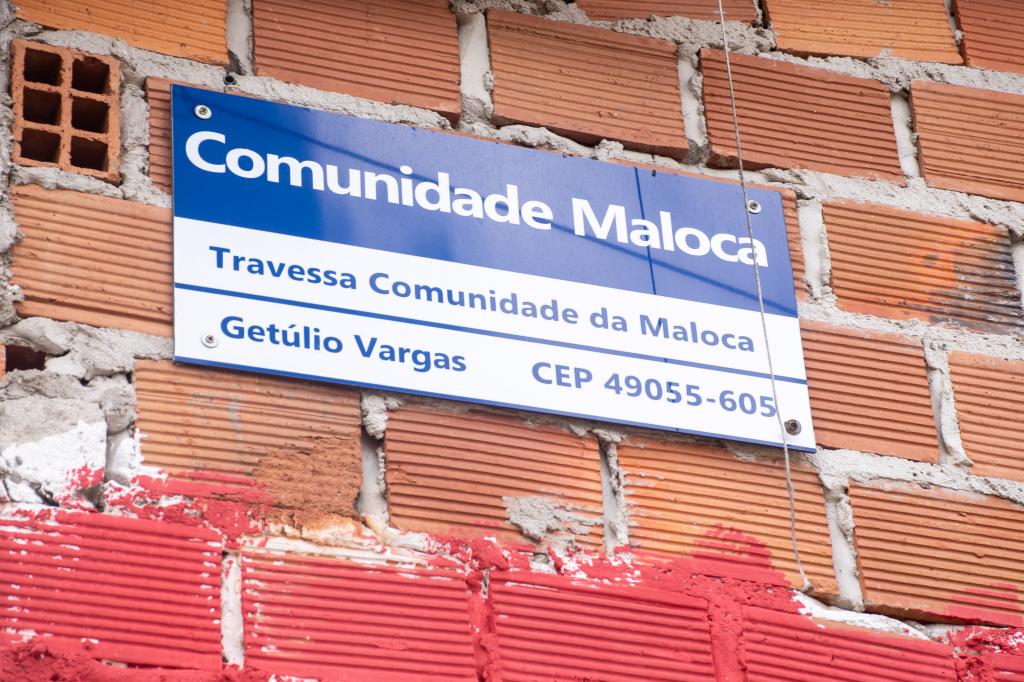 Comunidade Maloca
Travessa Comunidade da Maloca
Getúlio Vargas CEP 49055-605